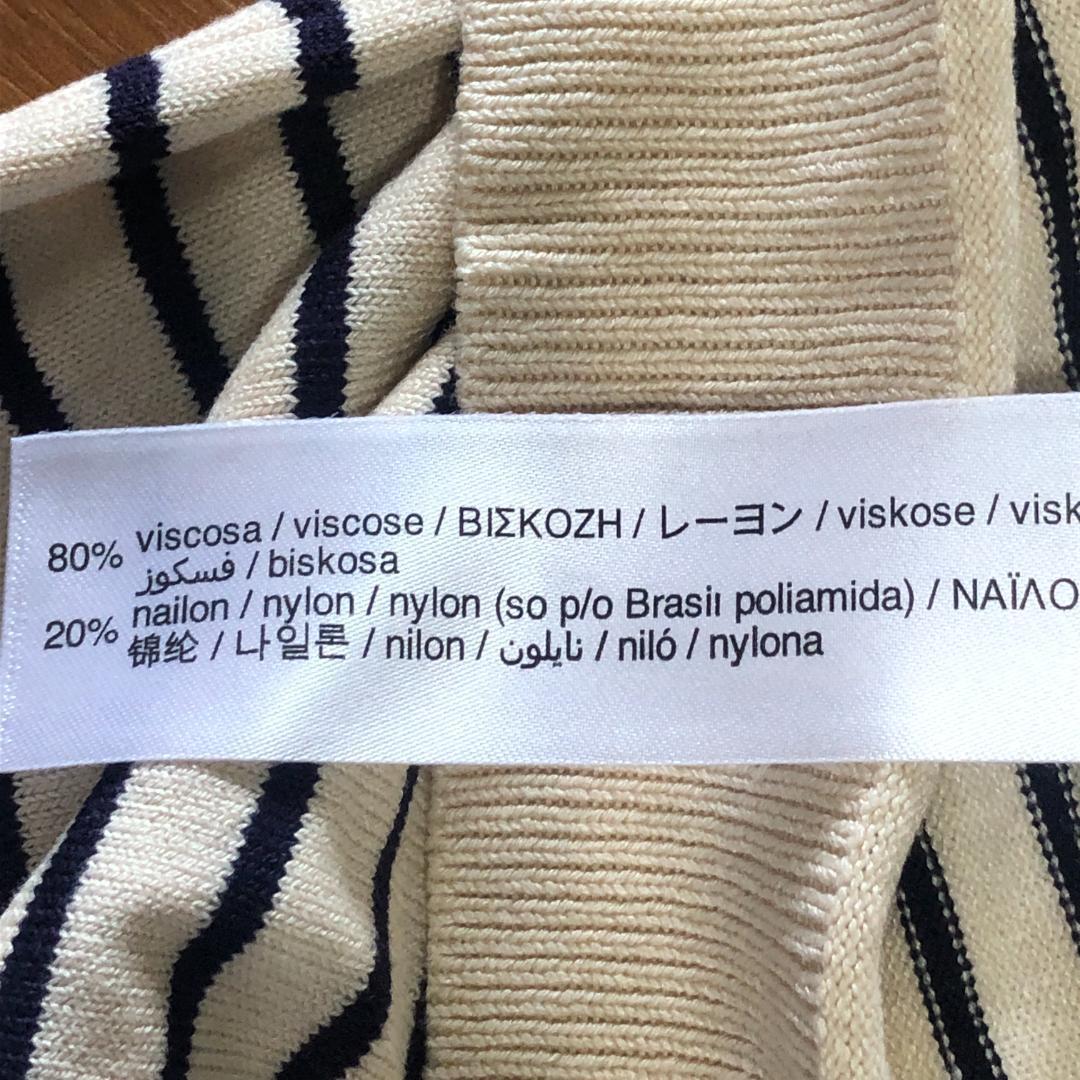 80% viscosa / viscose / ΒΙΣΚΟΖΗ / レーヨン / viskose / visk
فسكوز / biskosa
20% nailon / nylon / nylon (so p/o Brasil poliamida) / ΝΑΪΛΟ
锦纶 / 나일론 / nilon / نايلون / niló / nylona